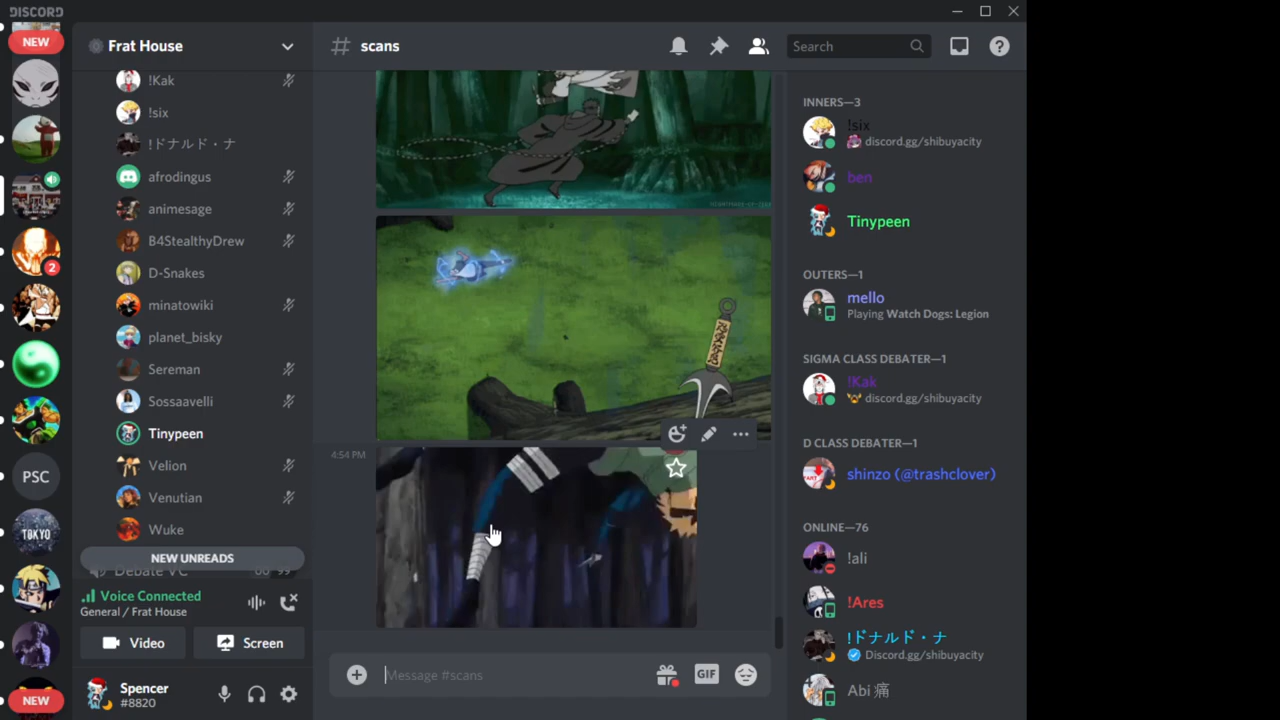 DISCORD
NEW
2
PSC
TOKYO
NEW
Frat House
!Kak
!six
!ドナルド・ナ
afrodingus
animesage
B4StealthyDrew
D-Snakes
minatowiki
planet_bisky
Sereman
Sossaavelli
Tinypeen
Velion
Venutian
Wuke
NEW UNREADS
Debate VC
Voice Connected
General / Frat House
Video
Screen
Spencer
#8820
# scans
Search
4:54 PM
Message #scans
GIF
INNERS—3
!six
discord.gg/shibuyacity
ben
Tinypeen
OUTERS—1
mello
Playing Watch Dogs: Legion
SIGMA CLASS DEBATER—1
!Kak
discord.gg/shibuyacity
D CLASS DEBATER—1
shinzo (@trashclover)
ONLINE—76
!ali
!Ares
!ドナルド・ナ
Discord.gg/shibuyacity
Abi 痛